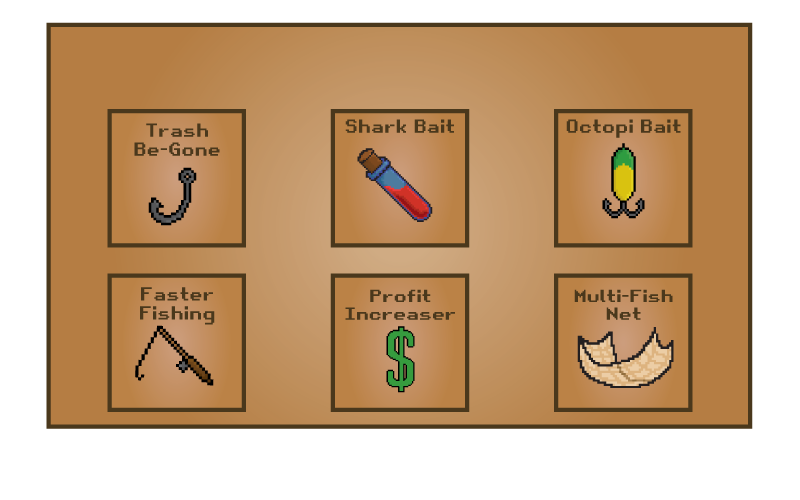 Trash
Be-Gone
Shark Bait
Octopi Bait
Faster
Fishing
Profit
Increaser
Multi-Fish
Net